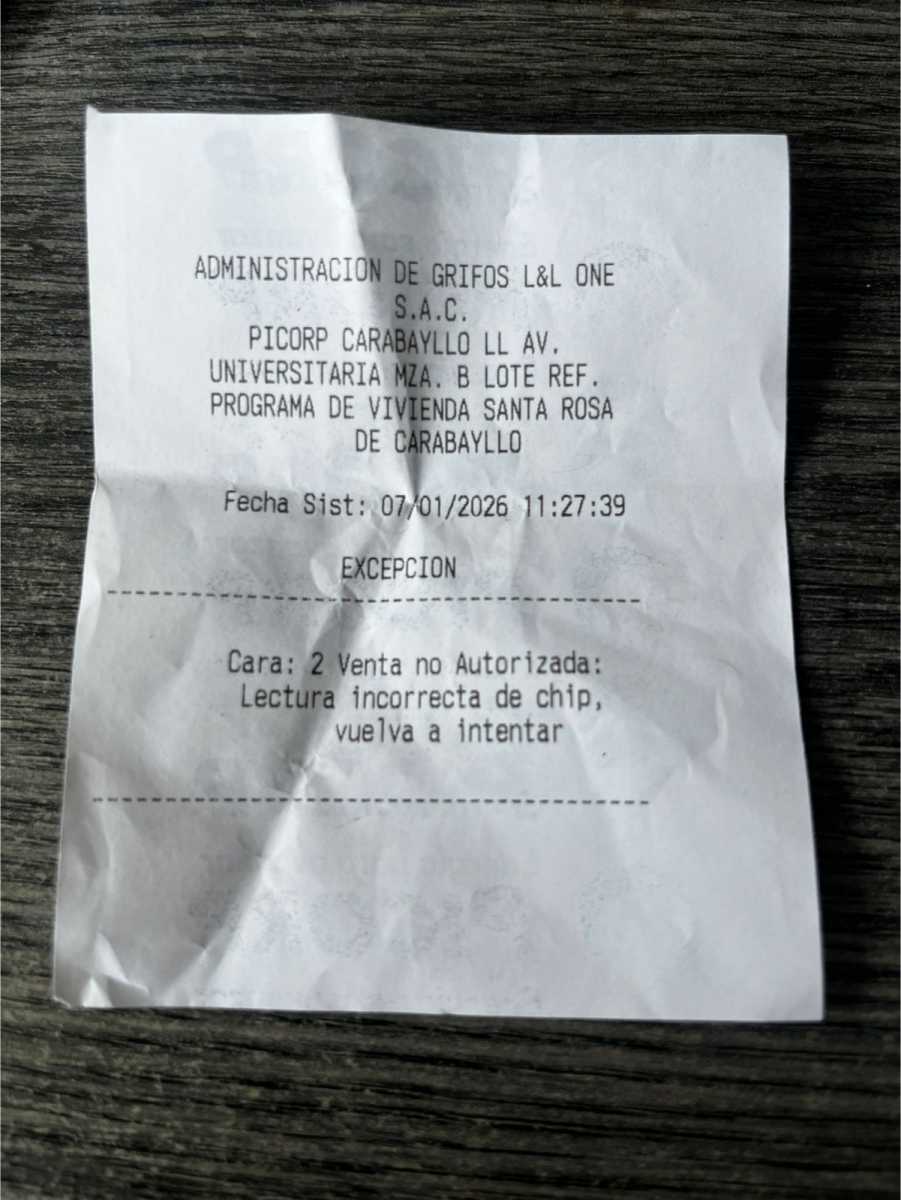 ADMINISTRACION DE GRIFOS L&L ONE
S.A.C.
PICORP CARABAYLLO LL AV.
UNIVERSITARIA MZA. B LOTE REF.
PROGRAMA DE VIVIENDA SANTA ROSA
DE CARABAYLLO
Fecha Sist: 07/01/2026 11:27:39
EXCEPCION
Cara: 2 Venta no Autorizada:
Lectura incorrecta de chip,
vuelva a intentar